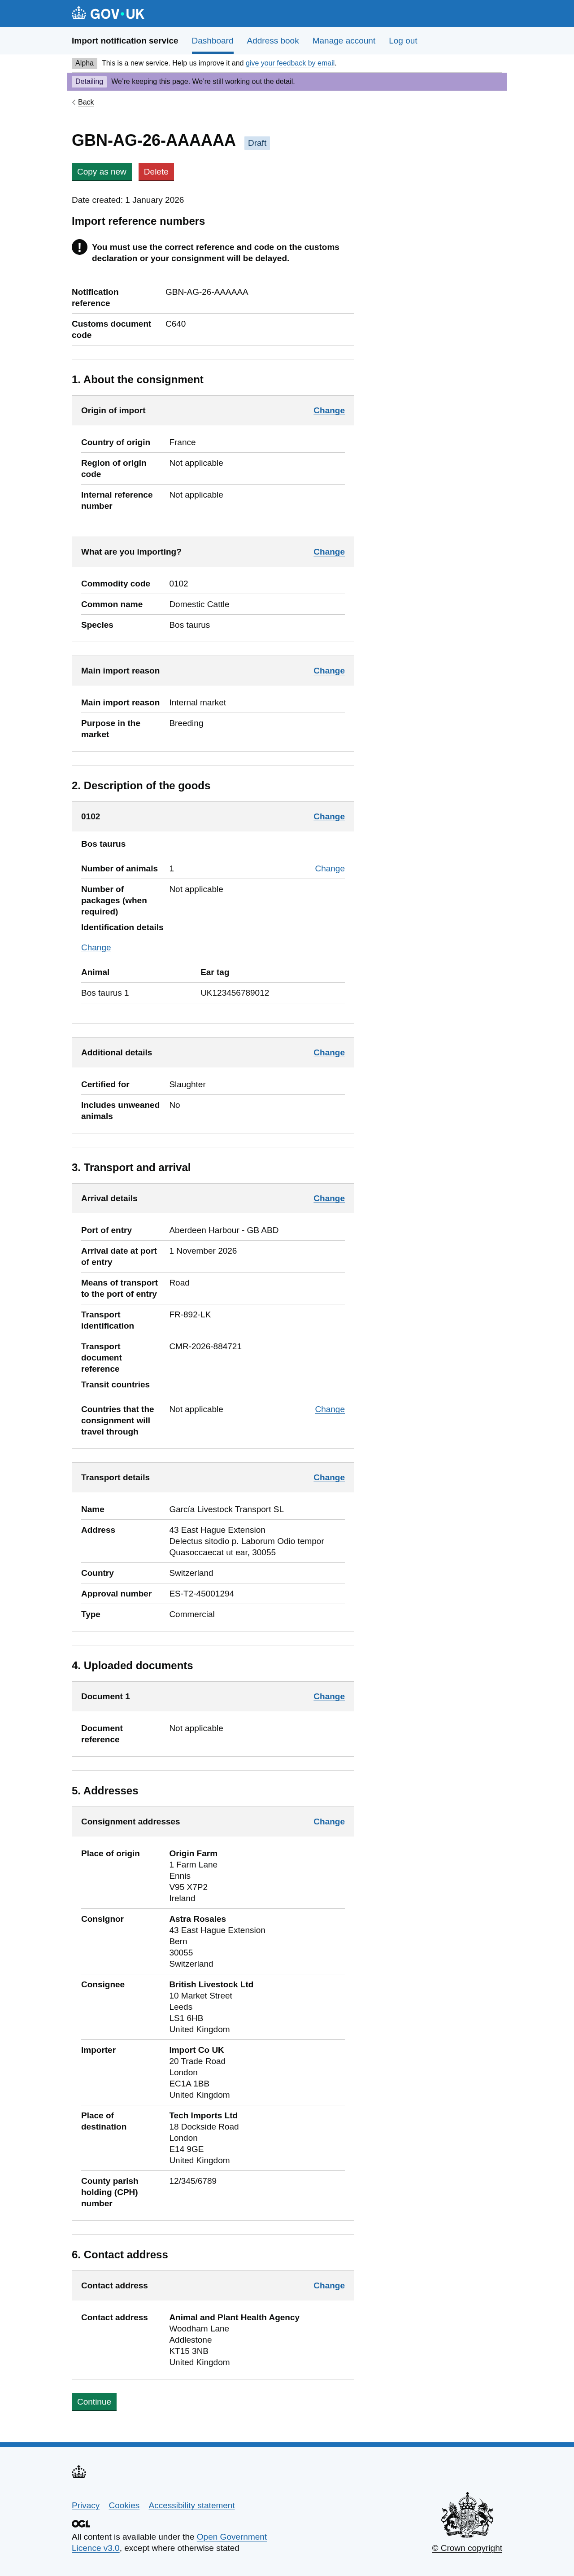 GOV·UK
Import notification service Dashboard Address book Manage account Log out
Alpha This is a new service. Help us improve it and give your feedback by email.
Detailing We're keeping this page. We're still working out the detail.
Back
GBN-AG-26-AAAAAA Draft
Copy as new Delete
Date created: 1 January 2026
Import reference numbers
! You must use the correct reference and code on the customs
declaration or your consignment will be delayed.
Notification GBN-AG-26-AAAAAA
reference
Customs document C640
code
1. About the consignment
Origin of import Change
Country of origin France
Region of origin Not applicable
code
Internal reference Not applicable
number
What are you importing? Change
Commodity code 0102
Common name Domestic Cattle
Species Bos taurus
Main import reason Change
Main import reason Internal market
Purpose in the Breeding
market
2. Description of the goods
0102 Change
Bos taurus
Number of animals 1 Change
Number of Not applicable
packages (when
required)
Identification details
Change
Animal Ear tag
Bos taurus 1 UK123456789012
Additional details Change
Certified for Slaughter
Includes unweaned No
animals
3. Transport and arrival
Arrival details Change
Port of entry Aberdeen Harbour - GB ABD
Arrival date at port 1 November 2026
of entry
Means of transport Road
to the port of entry
Transport FR-892-LK
identification
Transport CMR-2026-884721
document
reference
Transit countries
Countries that the Not applicable Change
consignment will
travel through
Transport details Change
Name García Livestock Transport SL
Address 43 East Hague Extension
Delectus sitodio p. Laborum Odio tempor
Quasoccaecat ut ear, 30055
Country Switzerland
Approval number ES-T2-45001294
Type Commercial
4. Uploaded documents
Document 1 Change
Document Not applicable
reference
5. Addresses
Consignment addresses Change
Place of origin Origin Farm
1 Farm Lane
Ennis
V95 X7P2
Ireland
Consignor Astra Rosales
43 East Hague Extension
Bern
30055
Switzerland
Consignee British Livestock Ltd
10 Market Street
Leeds
LS1 6HB
United Kingdom
Importer Import Co UK
20 Trade Road
London
EC1A 1BB
United Kingdom
Place of Tech Imports Ltd
destination 18 Dockside Road
London
E14 9GE
United Kingdom
County parish 12/345/6789
holding (CPH)
number
6. Contact address
Contact address Change
Contact address Animal and Plant Health Agency
Woodham Lane
Addlestone
KT15 3NB
United Kingdom
Continue
Privacy Cookies Accessibility statement
OGL
All content is available under the Open Government
Licence v3.0, except where otherwise stated
© Crown copyright